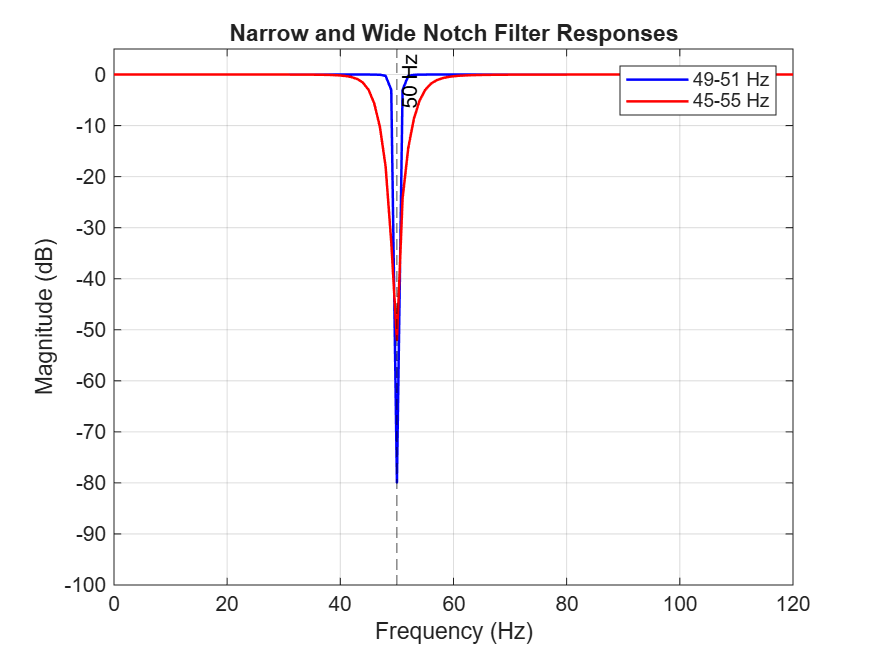 Narrow and Wide Notch Filter Responses
50 Hz
49-51 Hz
45-55 Hz
0
-10
-20
-30
-40
-50
-60
-70
-80
-90
-100
Magnitude (dB)
0 20 40 60 80 100 120
Frequency (Hz)